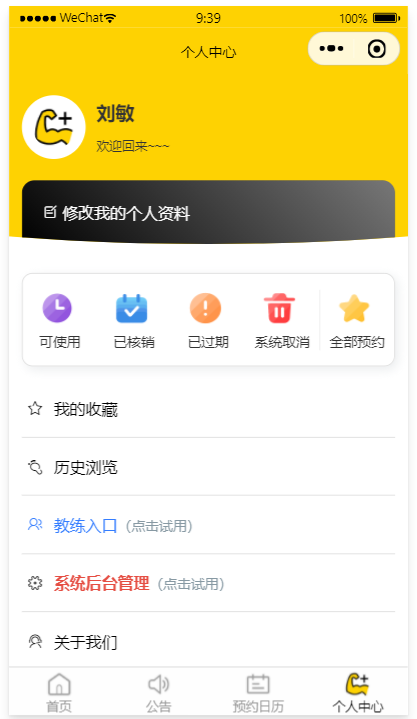 WeChat 9:39 100%
个人中心
刘敏
欢迎回来~~~
修改我的个人资料
可使用 已核销 已过期 系统取消 全部预约
我的收藏
历史浏览
教练入口（点击试用）
系统后台管理（点击试用）
关于我们
首页 公告 预约日历 个人中心